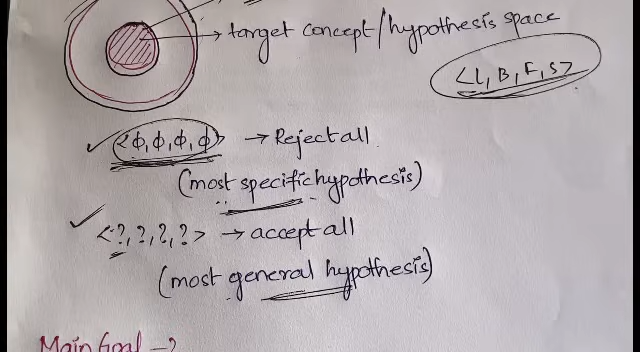 → target concept/hypothesis space
<L, B, F, S>
✓ <ϕ, ϕ, ϕ, ϕ> → Reject all
(most specific hypothesis)
✓ <?, ?, ?, ?> → accept all
(most general hypothesis)
Main Goal →